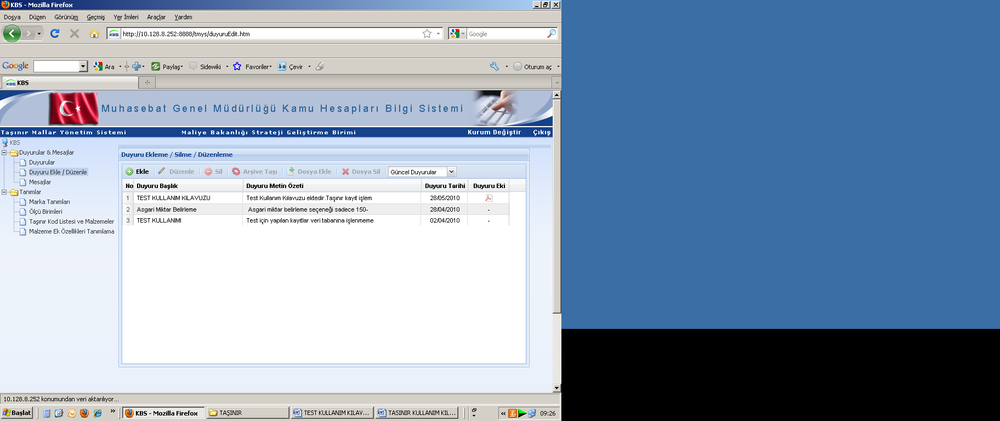 KBS - Mozilla Firefox
Dosya Düzen Görünüm Geçmiş Yer İmleri Araçlar Yardım
KBS http://10.128.8.252:8888/tmys/duyuruEdit.htm Google
Google Ara Paylaş Sidewiki Favoriler áä Çevir Oturum aç
KBS KBS
Muhasebat Genel Müdürlüğü Kamu Hesapları Bilgi Sistemi
Taşınır Mallar Yönetim Sistemi Maliye Bakanlığı Strateji Geliştirme Birimi Kurum Değiştir Çıkış
KBS
Duyurular & Mesajlar
Duyurular
Duyuru Ekle / Düzenle
Mesajlar
Tanımlar
Marka Tanımları
Ölçü Birimleri
Taşınır Kod Listesi ve Malzemeler
Malzeme Ek Özellikleri Tanımlama
Duyuru Ekleme / Silme / Düzenleme
Ekle Düzenle Sil Arşive Taşı Dosya Ekle Dosya Sil Güncel Duyurular
No Duyuru Başlık Duyuru Metin Özeti Duyuru Tarihi Duyuru Eki
1 TEST KULLANIM KILAVUZU Test Kullanım Kılavuzu ektedir.Taşınır kayıt işlem 28/05/2010
2 Asgari Miktar Belirleme Asgari miktar belirleme seçeneği sadece 150- 28/04/2010 -
3 TEST KULLANIMI Test için yapılan kayıtlar veri tabanına işlenmeme 02/04/2010 -
10.128.8.252 konumundan veri aktarılıyor...
Başlat » KBS - Mozilla Firefox TAŞINIR TEST KULLANIM KILAV... TASINIR KULLANIM KIL... « 09:26